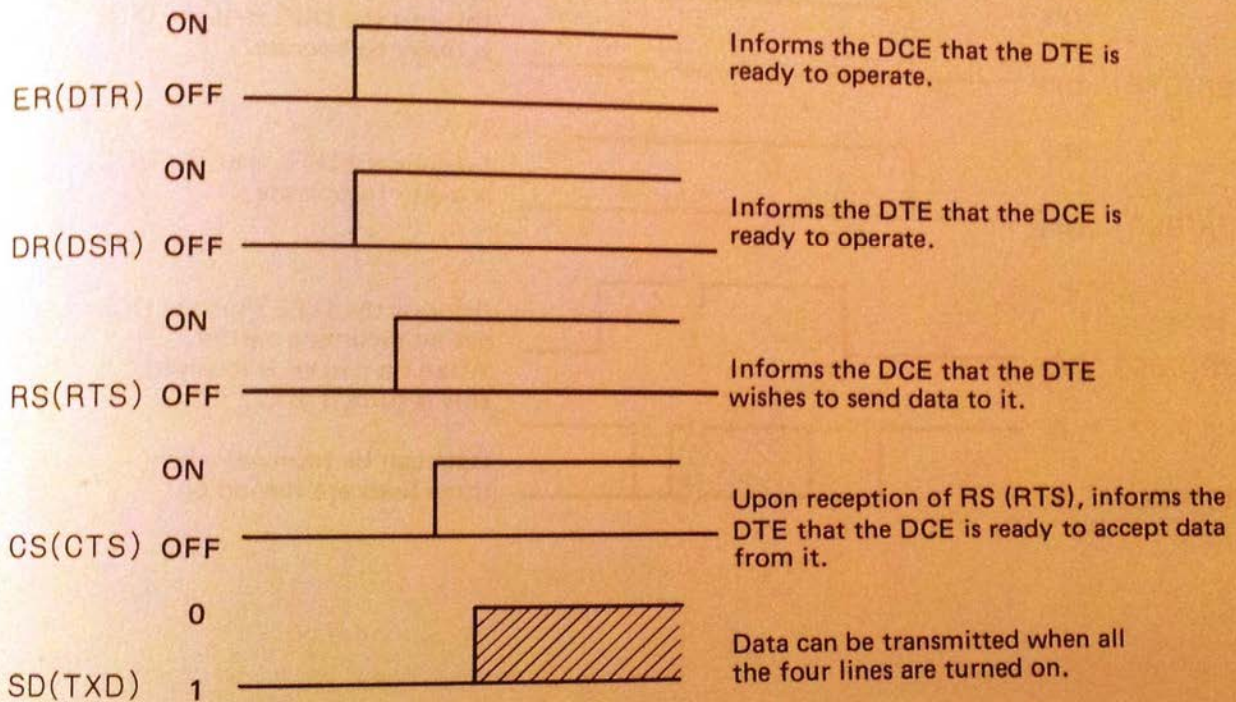 ON
Informs the DCE that the DTE is
ready to operate.
ER(DTR) OFF
ON
Informs the DTE that the DCE is
ready to operate.
DR(DSR) OFF
ON
Informs the DCE that the DTE
wishes to send data to it.
RS(RTS) OFF
ON
Upon reception of RS (RTS), informs the
DTE that the DCE is ready to accept data
from it.
CS(CTS) OFF
0
Data can be transmitted when all
the four lines are turned on.
SD(TXD) 1